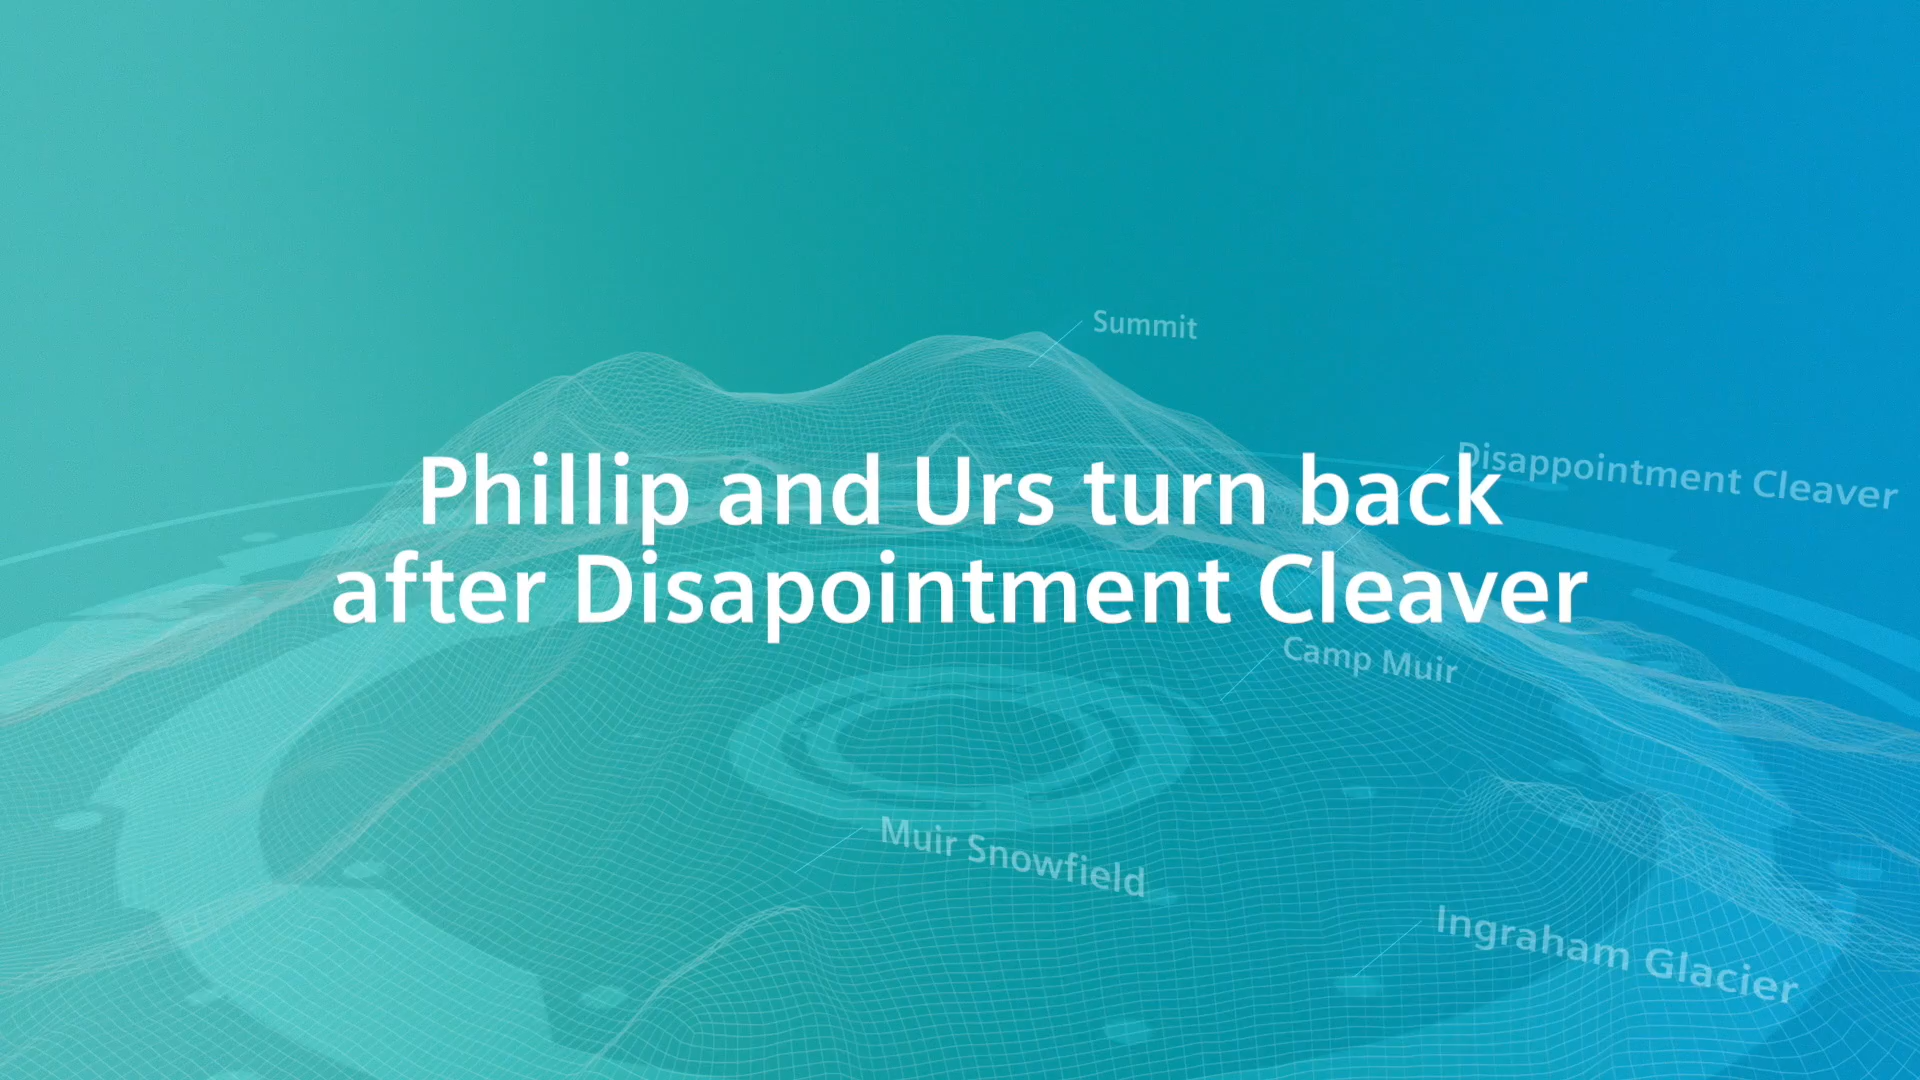 Summit
Disappointment Cleaver
Phillip and Urs turn back
after Disapointment Cleaver
Camp Muir
Muir Snowfield
Ingraham Glacier